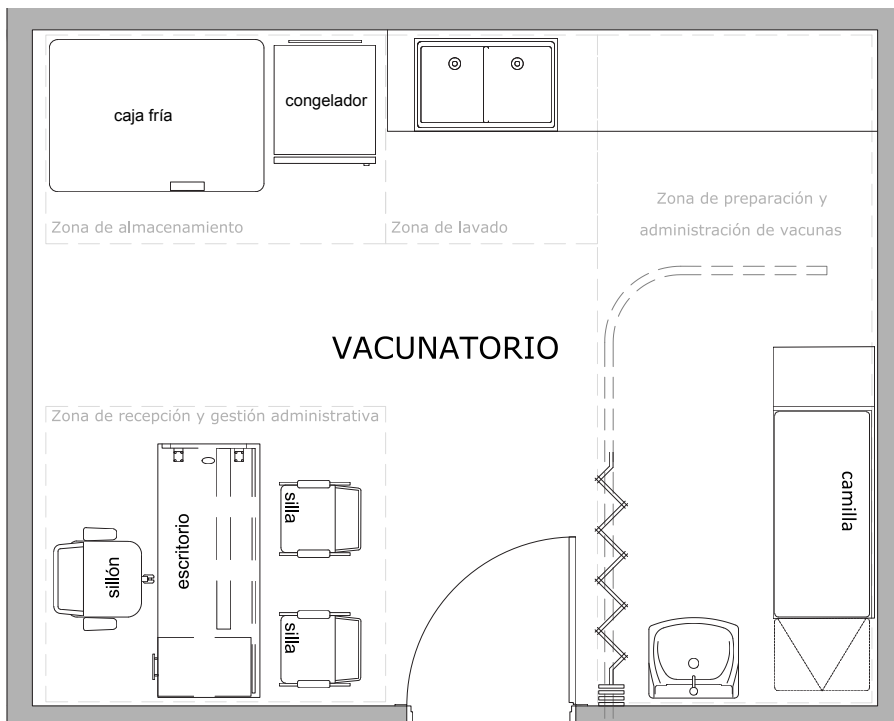 caja fría
congelador
Zona de almacenamiento
Zona de lavado
Zona de preparación y
administración de vacunas
VACUNATORIO
Zona de recepción y gestión administrativa
sillón
escritorio
silla
silla
camilla